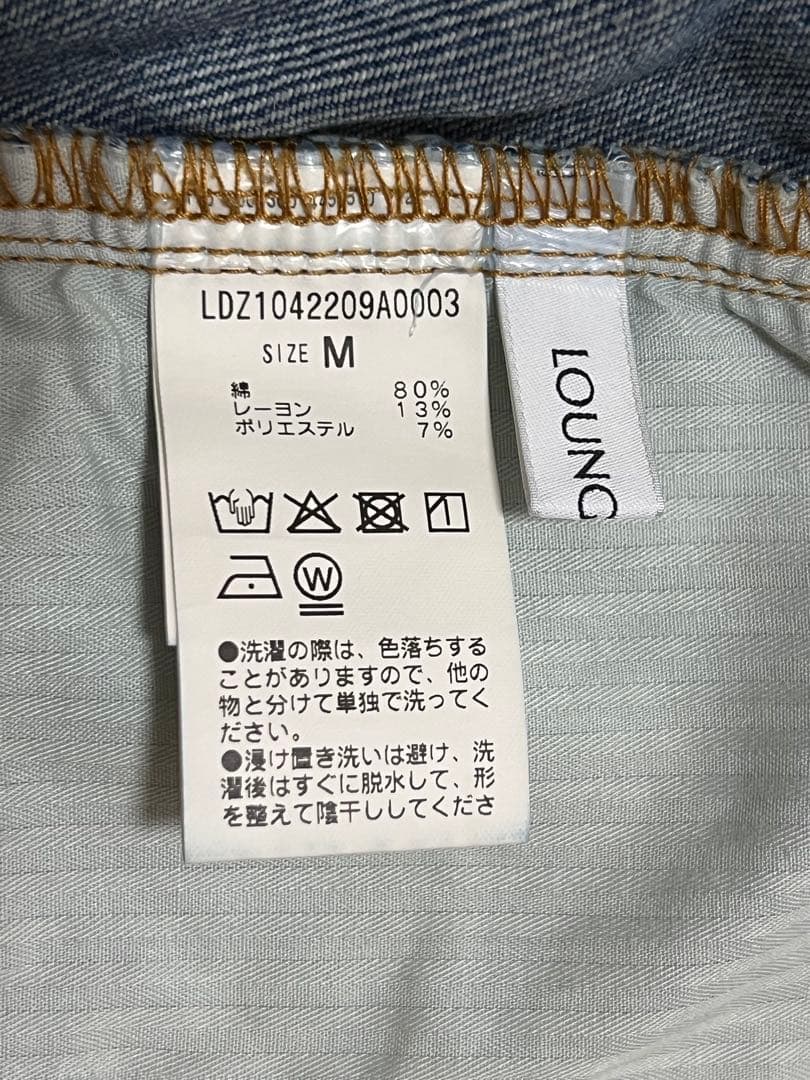 LDZ1042209A0003
SIZE M
綿 80%
レーヨン 13%
ポリエステル 7%
W
●洗濯の際は、色落ちする
ことがありますので、他の
物と分けて単独で洗ってく
ださい。
●浸け置き洗いは避け、洗
濯後はすぐに脱水して、形
を整えて陰干ししてくださ
LOUNG